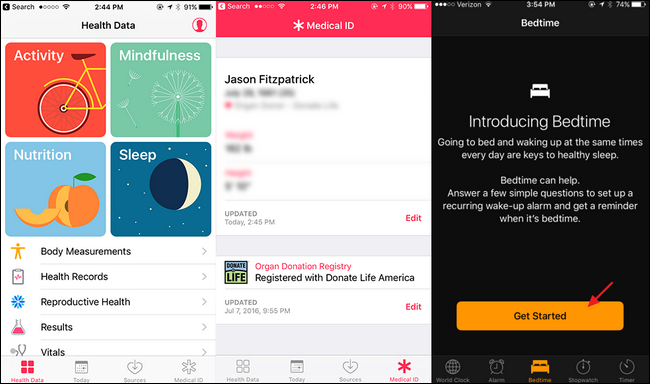 Search 2:44 PM 91%
Health Data
Activity
Mindfulness
Nutrition
Sleep
Body Measurements
Health Records
Reproductive Health
Results
Vitals
Health Data Today Sources Medical ID
Search 2:46 PM 90%
Medical ID
Jason Fitzpatrick
UPDATED
Today, 2:45 PM Edit
DONATE LIFE
Organ Donation Registry
Registered with Donate Life America
UPDATED
Jul 7, 2016, 9:55 PM Edit
Health Data Today Sources Medical ID
Verizon 3:54 PM 74%
Bedtime
Introducing Bedtime
Going to bed and waking up at the same times
every day are keys to healthy sleep.
Bedtime can help.
Answer a few simple questions to set up a
recurring wake-up alarm and get a reminder
when it's bedtime.
Get Started
World Clock Alarm Bedtime Stopwatch Timer